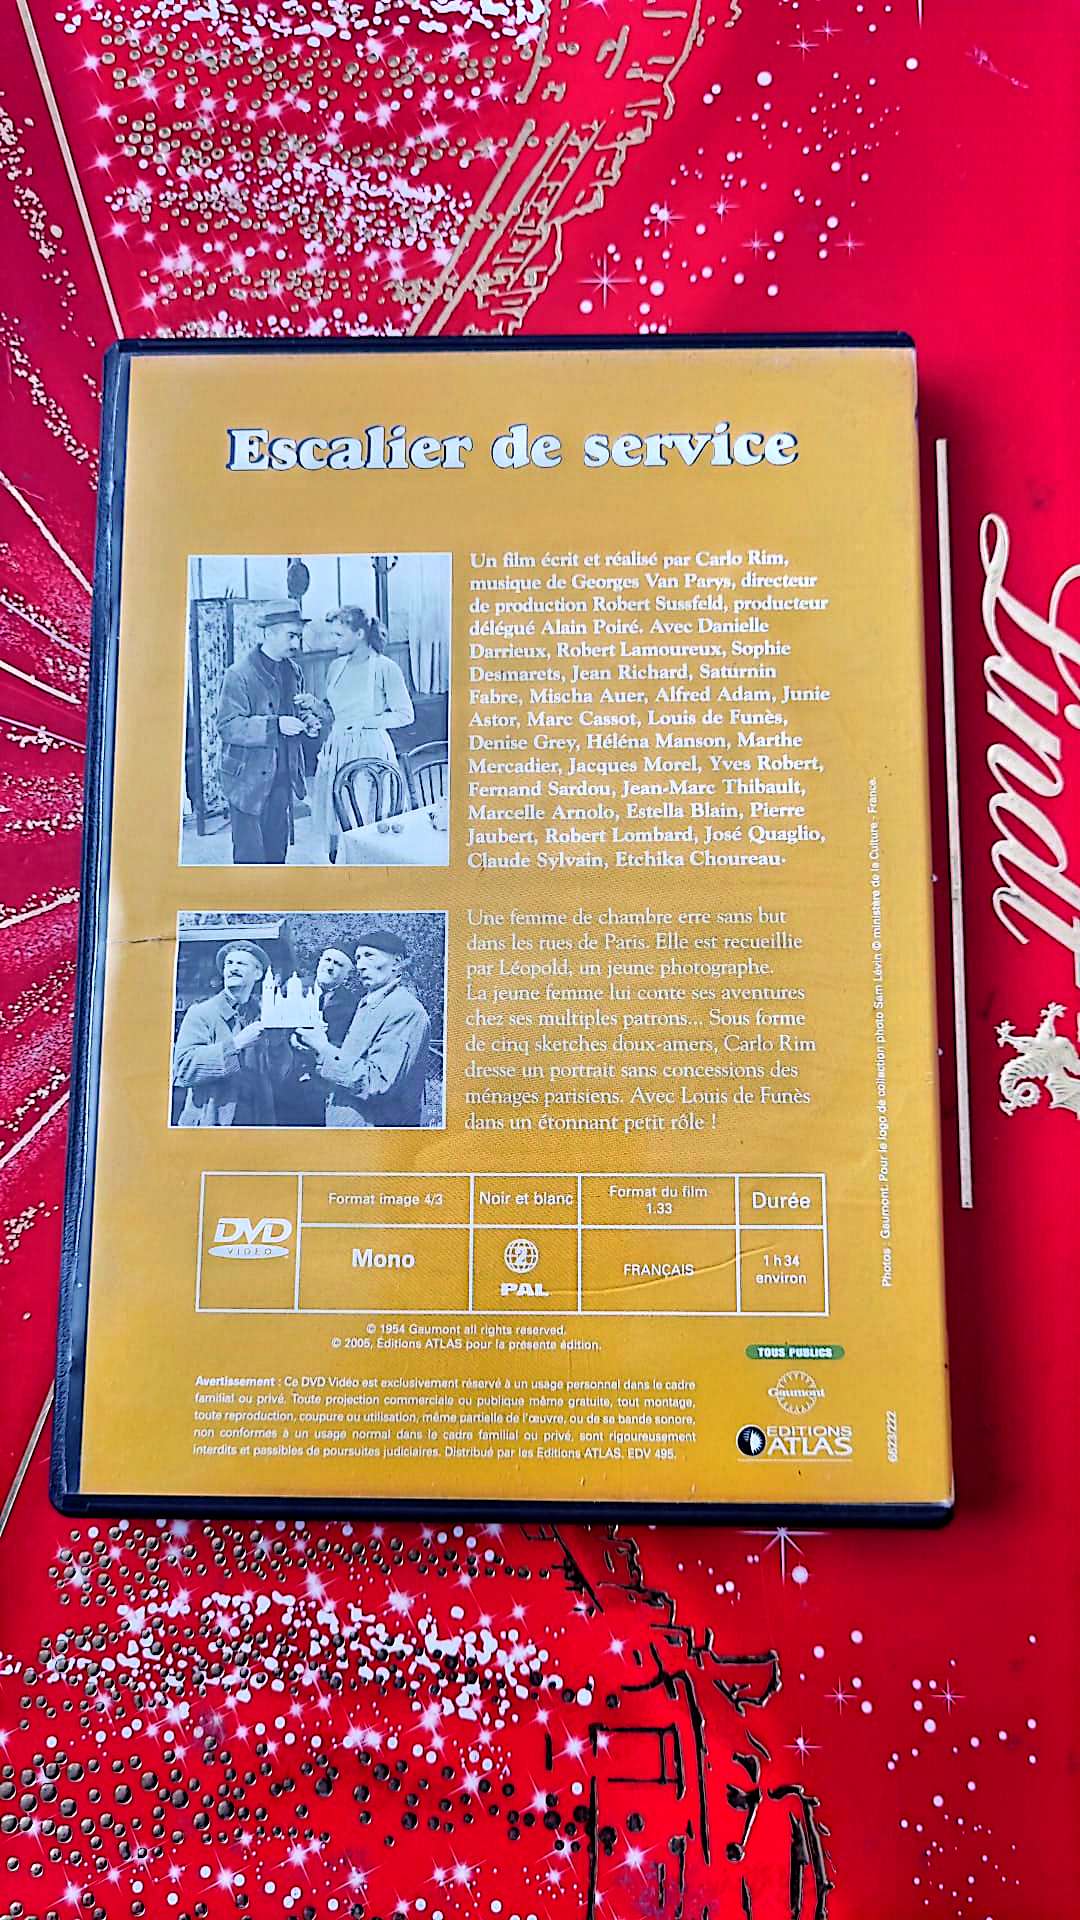 Escalier de service
Un film écrit et réalisé par Carlo Rim,
musique de Georges Van Parys, directeur
de production Robert Sussfeld, producteur
délégué Alain Poiré. Avec Danielle
Darrieux, Robert Lamoureux, Sophie
Desmarets, Jean Richard, Saturnin
Fabre, Mischa Auer, Alfred Adam, Junie
Astor, Marc Cassot, Louis de Funès,
Denise Grey, Héléna Manson, Marthe
Mercadier, Jacques Morel, Yves Robert,
Fernand Sardou, Jean-Marc Thibault,
Marcelle Arnolo, Estella Blain, Pierre
Jaubert, Robert Lombard, José Quaglio,
Claude Sylvain, Etchika Choureau.
Une femme de chambre erre sans but
dans les rues de Paris. Elle est recueillie
par Léopold, un jeune photographe.
La jeune femme lui conte ses aventures
chez ses multiples patrons... Sous forme
de cinq sketches doux-amers, Carlo Rim
dresse un portrait sans concessions des
ménages parisiens. Avec Louis de Funès
dans un étonnant petit rôle !
DVD
VIDEO
Format image 4/3
Noir et blanc
Format du film
1.33
Durée
Mono
2
PAL
FRANÇAIS
1 h 34
environ
© 1954 Gaumont all rights reserved.
© 2005, Éditions ATLAS pour la présente édition.
TOUS PUBLICS
Avertissement : Ce DVD Vidéo est exclusivement réservé à un usage personnel dans le cadre
familial ou privé. Toute projection commerciale ou publique même gratuite, tout montage,
toute reproduction, coupure ou utilisation, même partielle de l'œuvre, ou de sa bande sonore,
non conformes à un usage normal dans le cadre familial ou privé, sont rigoureusement
interdits et passibles de poursuites judiciaires. Distribué par les Editions ATLAS. EDV 495.
Gaumont
EDITIONS
ATLAS
6623/222
Photos : Gaumont. Pour le logo de collection photo Sam Lévin © ministère de la Culture - France.
Lindt